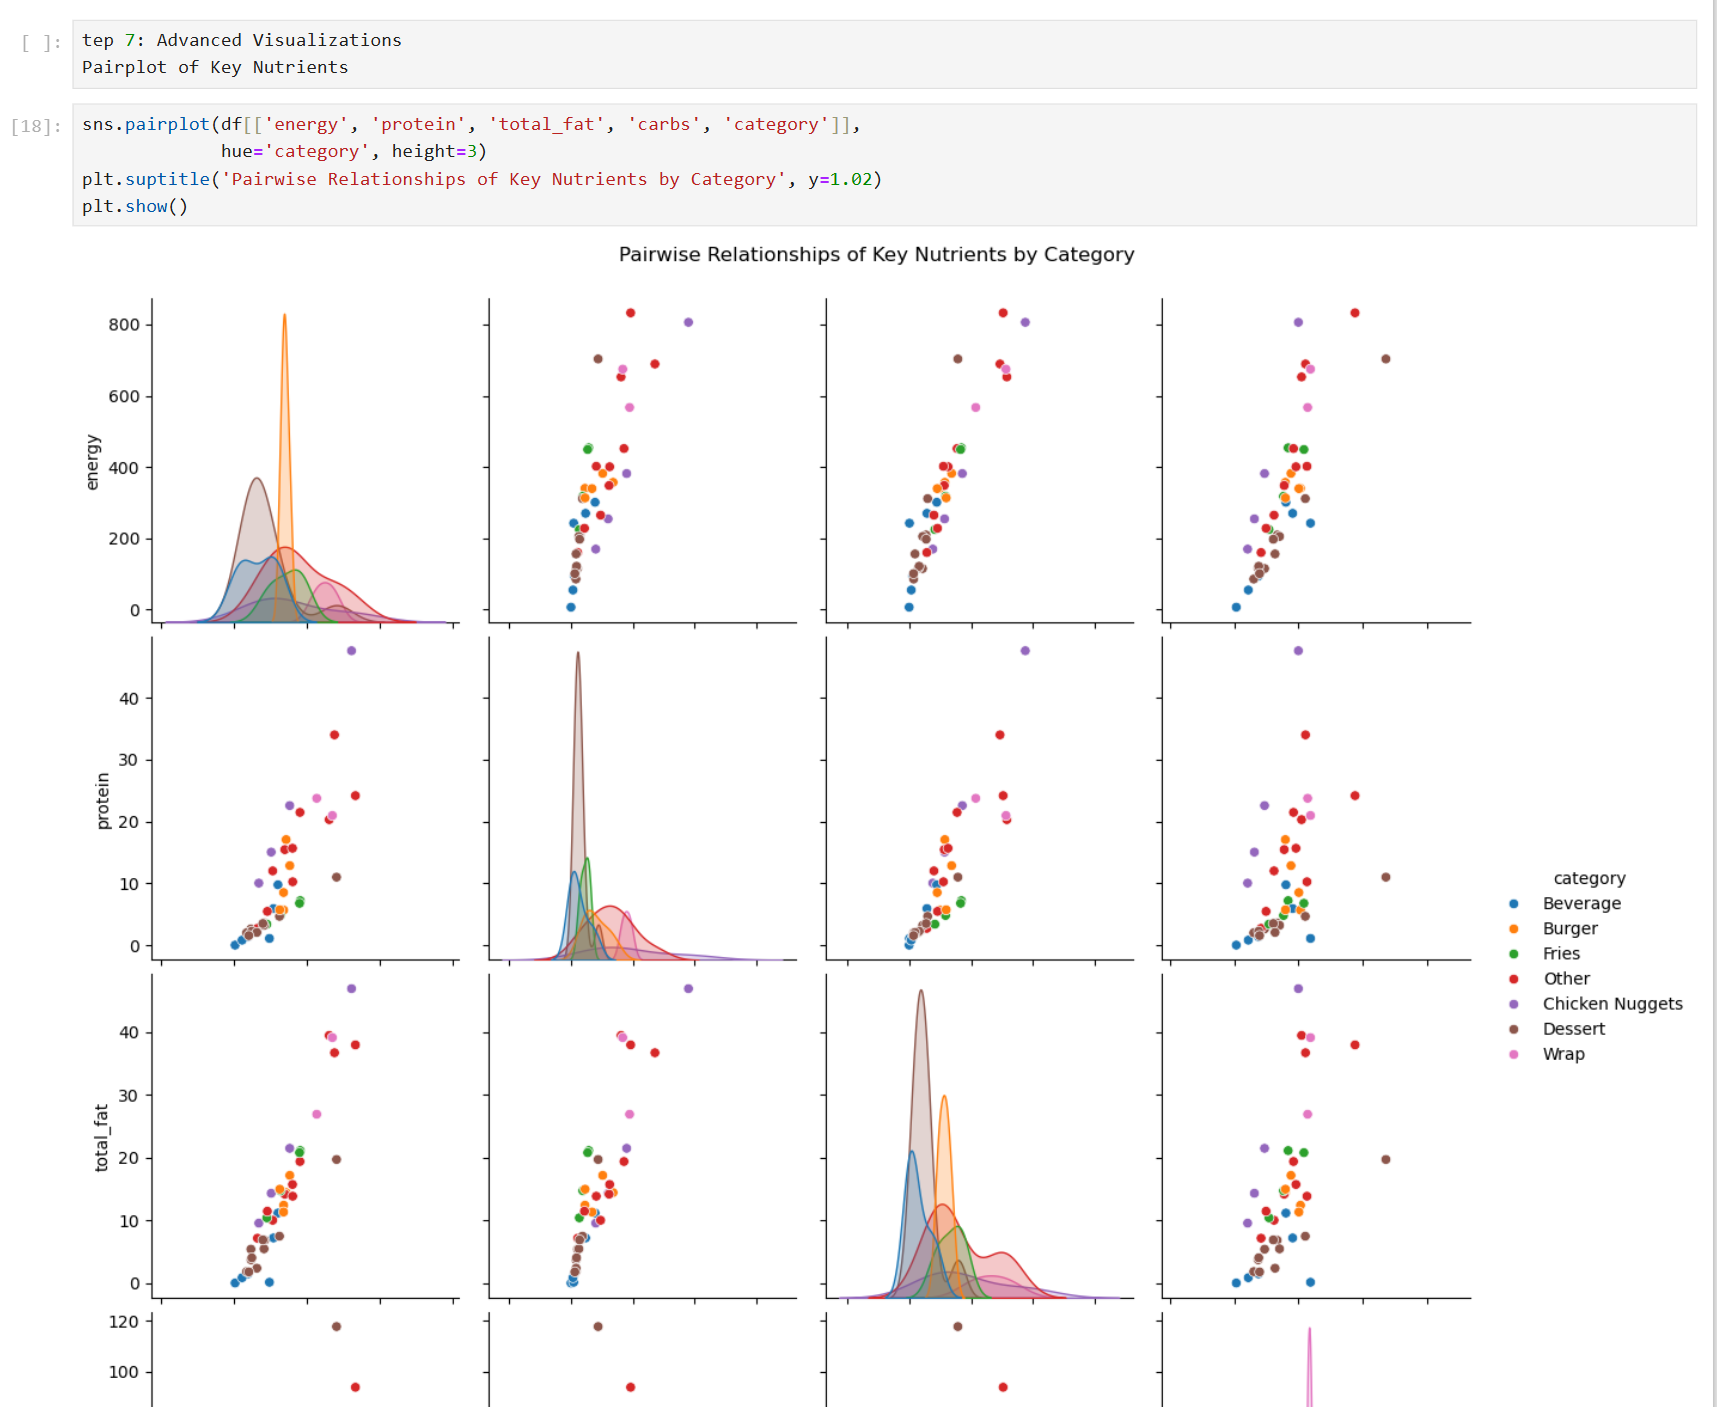 [ ]:
tep 7: Advanced Visualizations
Pairplot of Key Nutrients
[18]:
sns.pairplot(df[['energy', 'protein', 'total_fat', 'carbs', 'category']],
hue='category', height=3)
plt.suptitle('Pairwise Relationships of Key Nutrients by Category', y=1.02)
plt.show()
Pairwise Relationships of Key Nutrients by Category
800
600
400
200
0
energy
40
30
20
10
0
protein
40
30
20
10
0
total_fat
120
100
category
Beverage
Burger
Fries
Other
Chicken Nuggets
Dessert
Wrap